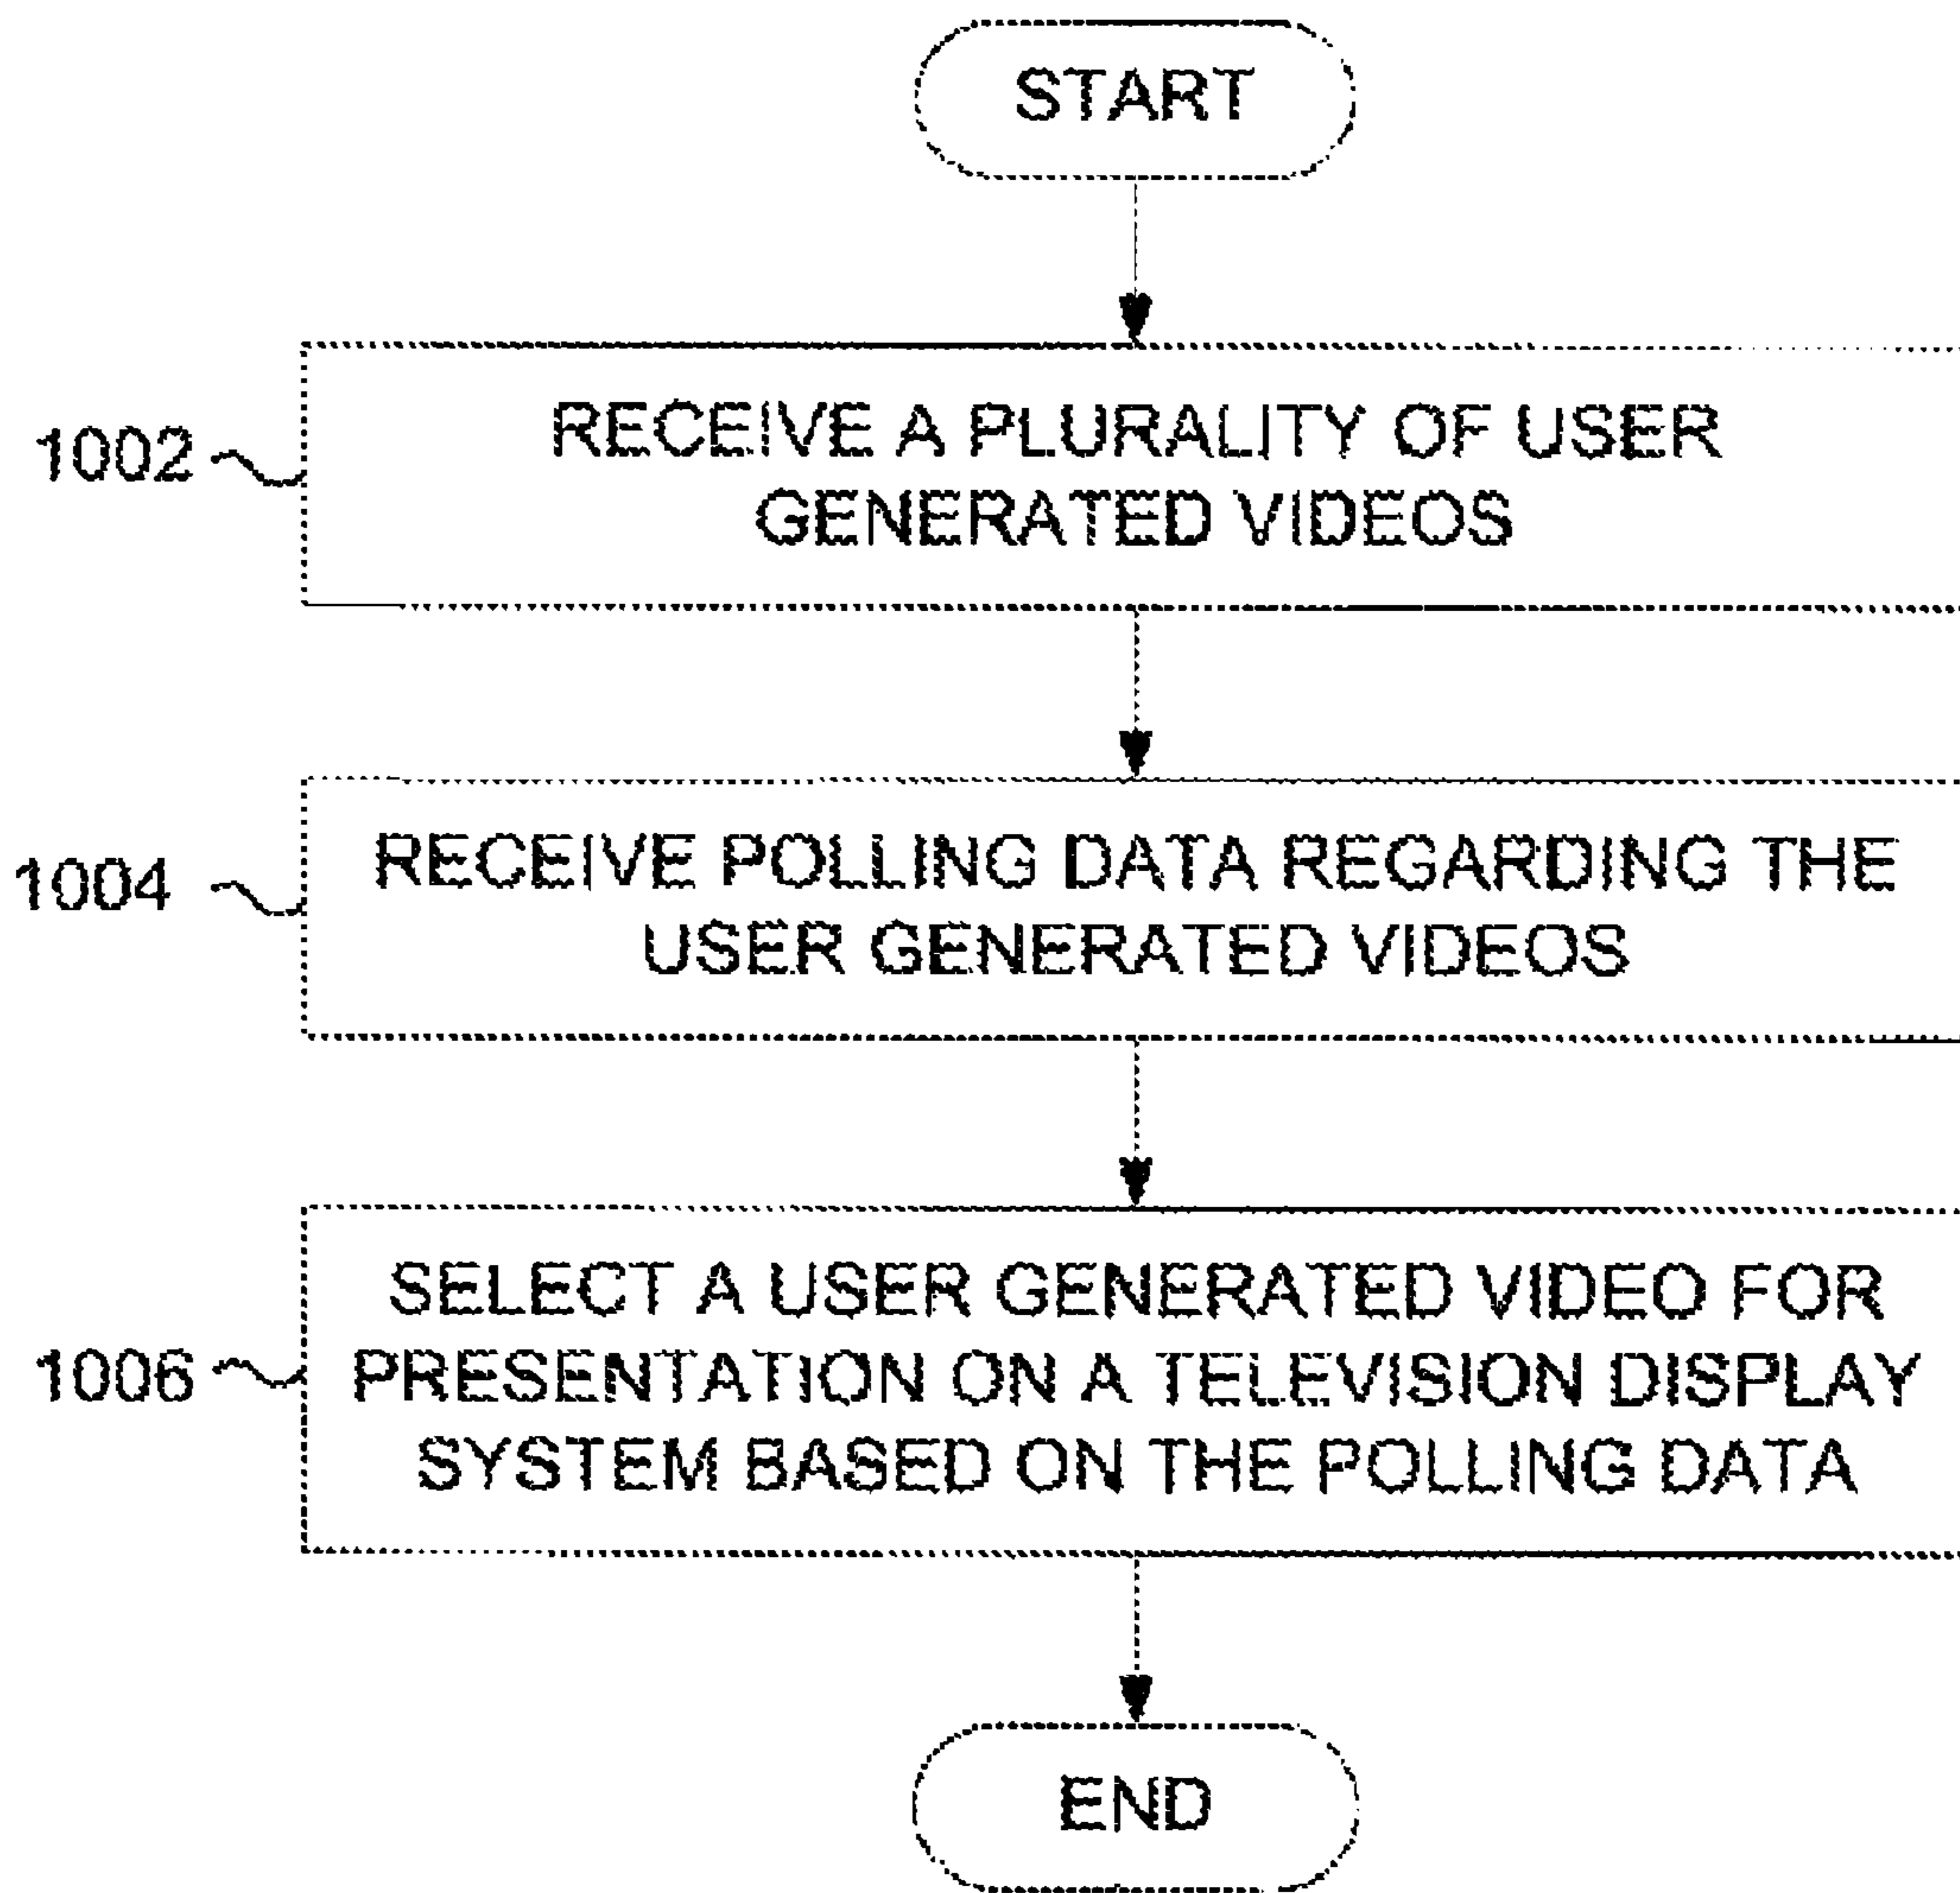 START
1002
RECEIVE A PLURALITY OF USER
GENERATED VIDEOS
1004
RECEIVE POLLING DATA REGARDING THE
USER GENERATED VIDEOS
1006
SELECT A USER GENERATED VIDEO FOR
PRESENTATION ON A TELEVISION DISPLAY
SYSTEM BASED ON THE POLLING DATA
END